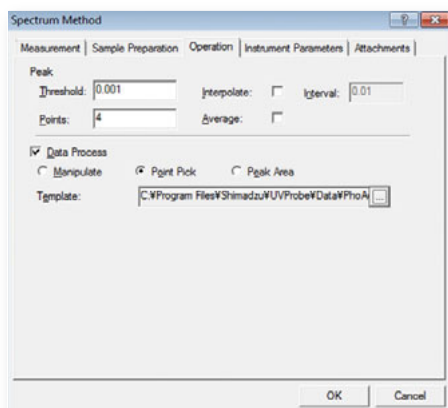 Spectrum Method
Measurement Sample Preparation Operation Instrument Parameters Attachments
Peak
Threshold: 0.001 Interpolate: Interval: 0.01
Points: 4 Average:
Data Process
Manipulate Point Pick Peak Area
Template: C:¥Program Files¥Shimadzu¥UVProbe¥Data¥PhoA ...
OK Cancel